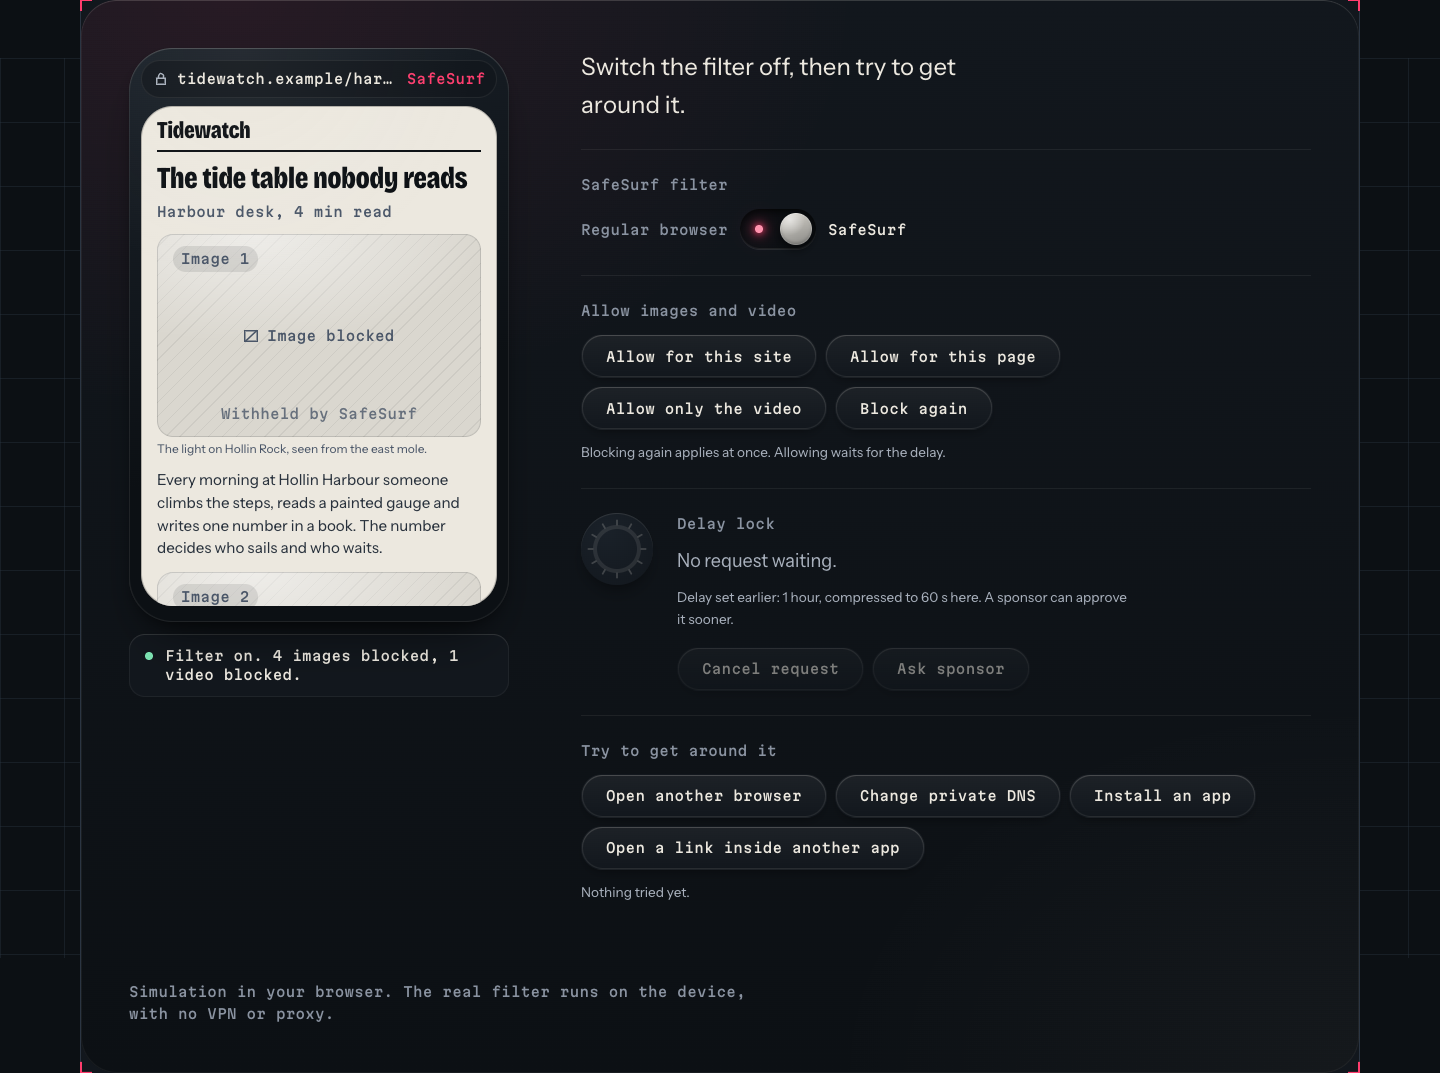 tidewatch.example/har… SafeSurf
Tidewatch
The tide table nobody reads
Harbour desk, 4 min read
Image 1
Image blocked
Withheld by SafeSurf
The light on Hollin Rock, seen from the east mole.
Every morning at Hollin Harbour someone
climbs the steps, reads a painted gauge and
writes one number in a book. The number
decides who sails and who waits.
Image 2
Filter on. 4 images blocked, 1
video blocked.
Switch the filter off, then try to get
around it.
SafeSurf filter
Regular browser SafeSurf
Allow images and video
Allow for this site Allow for this page
Allow only the video Block again
Blocking again applies at once. Allowing waits for the delay.
Delay lock
No request waiting.
Delay set earlier: 1 hour, compressed to 60 s here. A sponsor can approve
it sooner.
Cancel request Ask sponsor
Try to get around it
Open another browser Change private DNS Install an app
Open a link inside another app
Nothing tried yet.
Simulation in your browser. The real filter runs on the device,
with no VPN or proxy.